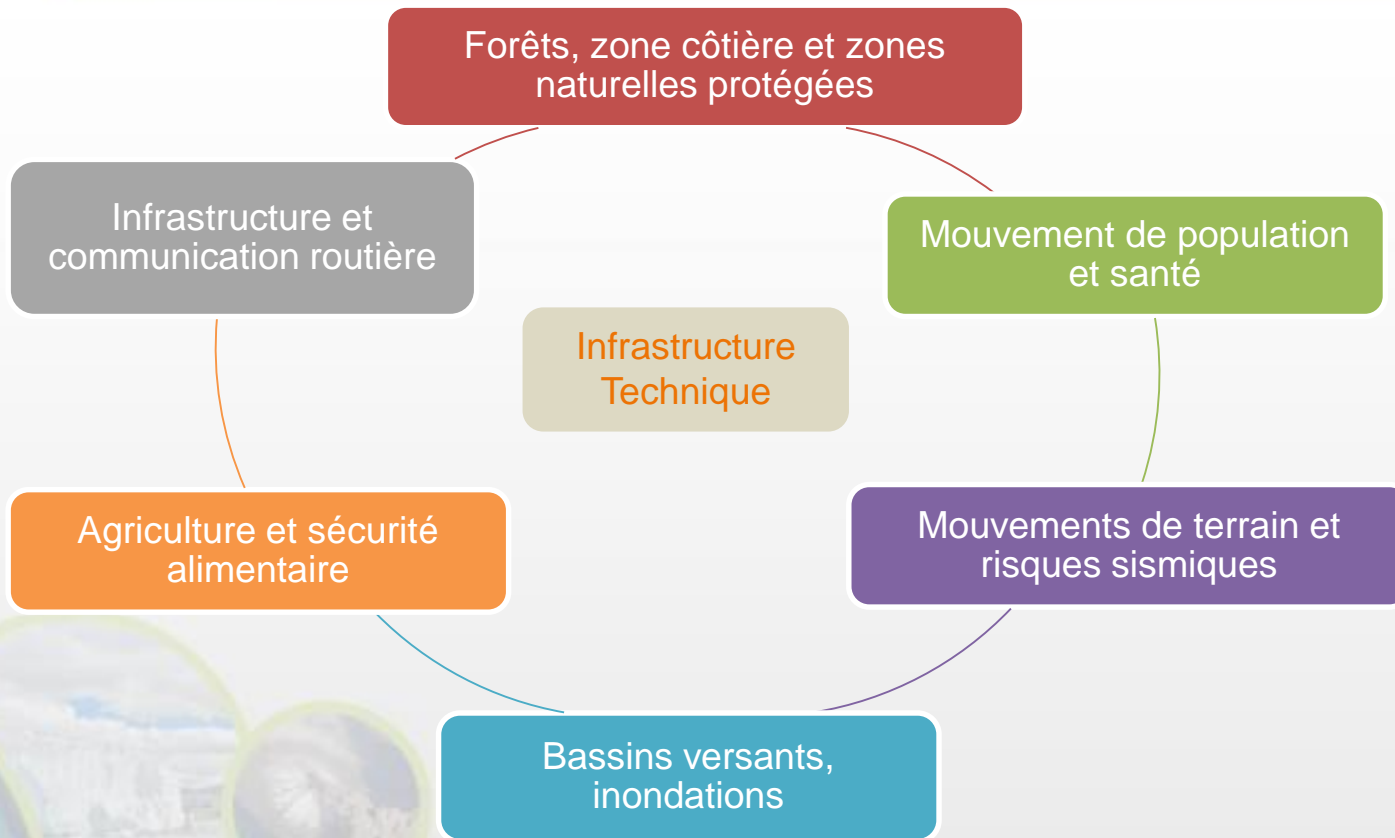 Forêts, zone côtière et zones
naturelles protégées
Infrastructure et
communication routière
Mouvement de population
et santé
Infrastructure
Technique
Agriculture et sécurité
alimentaire
Mouvements de terrain et
risques sismiques
Bassins versants,
inondations